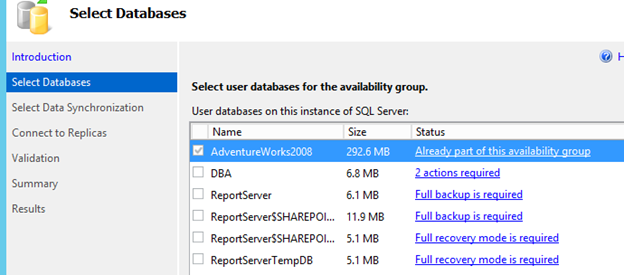 Select Databases
Introduction
Select Databases
Select Data Synchronization
Connect to Replicas
Validation
Summary
Results
H
Select user databases for the availability group.
User databases on this instance of SQL Server:
Name Size Status
AdventureWorks2008 292.6 MB Already part of this availability group
DBA 6.8 MB 2 actions required
ReportServer 6.1 MB Full backup is required
ReportServer$SHAREPOI... 11.9 MB Full backup is required
ReportServer$SHAREPOI... 5.1 MB Full recovery mode is required
ReportServerTempDB 5.1 MB Full recovery mode is required